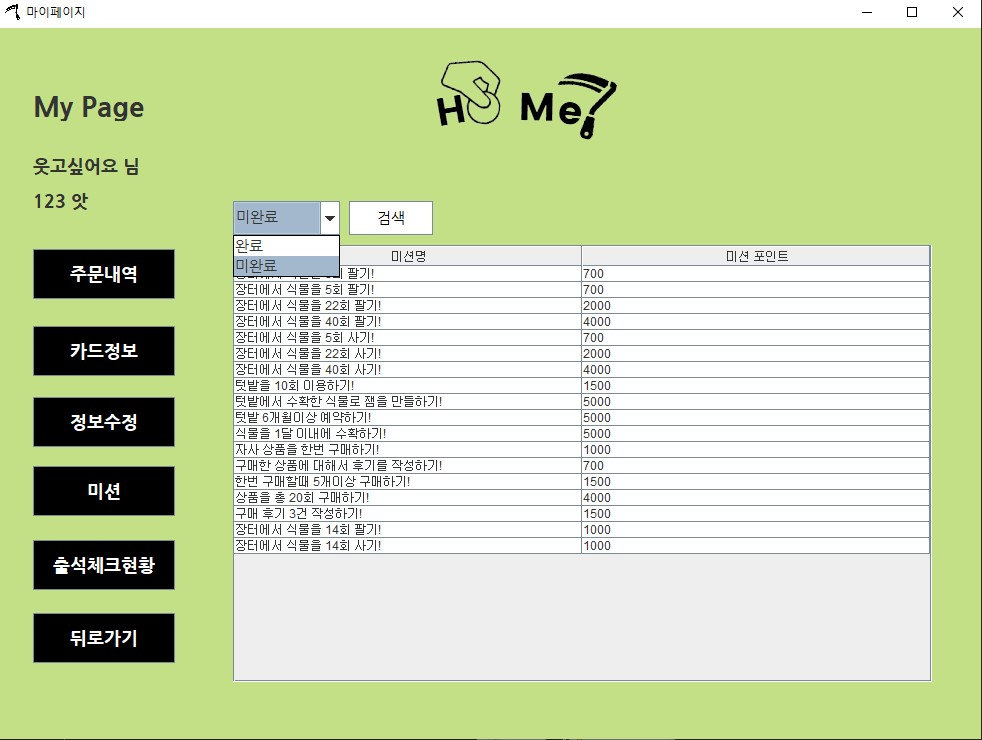 마이페이지
H Me
My Page
웃고싶어요 님
123 앗
미완료
검색
완료
미완료
주문내역
카드정보
정보수정
미션
출석체크현황
뒤로가기
미션명 미션 포인트
팔기! 700
장터에서 식물을 5회 팔기! 700
장터에서 식물을 22회 팔기! 2000
장터에서 식물을 40회 팔기! 4000
장터에서 식물을 5회 사기! 700
장터에서 식물을 22회 사기! 2000
장터에서 식물을 40회 사기! 4000
텃밭을 10회 이용하기! 1500
텃밭에서 수확한 식물로 잼을 만들하기! 5000
텃밭 6개월이상 예약하기! 5000
식물을 1달 이내에 수확하기! 5000
자사 상품을 한번 구매하기! 1000
구매한 상품에 대해서 후기를 작성하기! 700
한번 구매할때 5개이상 구매하기! 1500
상품을 총 20회 구매하기! 4000
구매 후기 3건 작성하기! 1500
장터에서 식물을 14회 팔기! 1000
장터에서 식물을 14회 사기! 1000